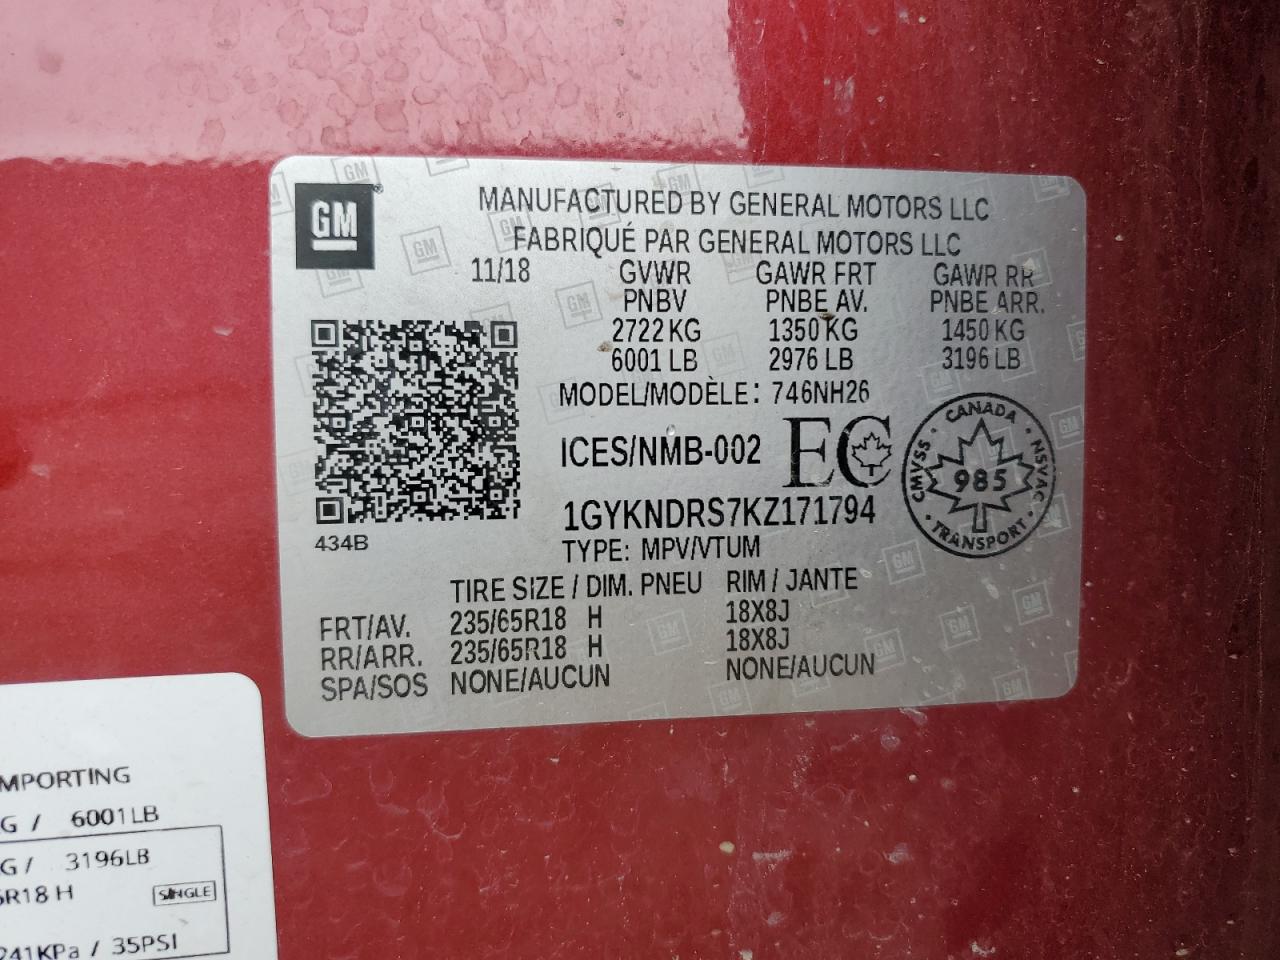 GM
MANUFACTURED BY GENERAL MOTORS LLC
FABRIQUÉ PAR GENERAL MOTORS LLC
11/18 GVWR GAWR FRT GAWR RR
PNBV PNBE AV. PNBE ARR.
2722 KG 1350 KG 1450 KG
6001 LB 2976 LB 3196 LB
MODEL/MODÈLE: 746NH26
ICES/NMB-002 EC
CANADA
CMVSS 985 NSVAC
TRANSPORT
1GYKNDRS7KZ171794
434B
TYPE: MPV/VTUM
TIRE SIZE / DIM. PNEU RIM / JANTE
FRT/AV. 235/65R18 H 18X8J
RR/ARR. 235/65R18 H 18X8J
SPA/SOS NONE/AUCUN NONE/AUCUN
MPORTING
G / 6001LB
G / 3196LB
5R18 H SINGLE
241KPa / 35PSI